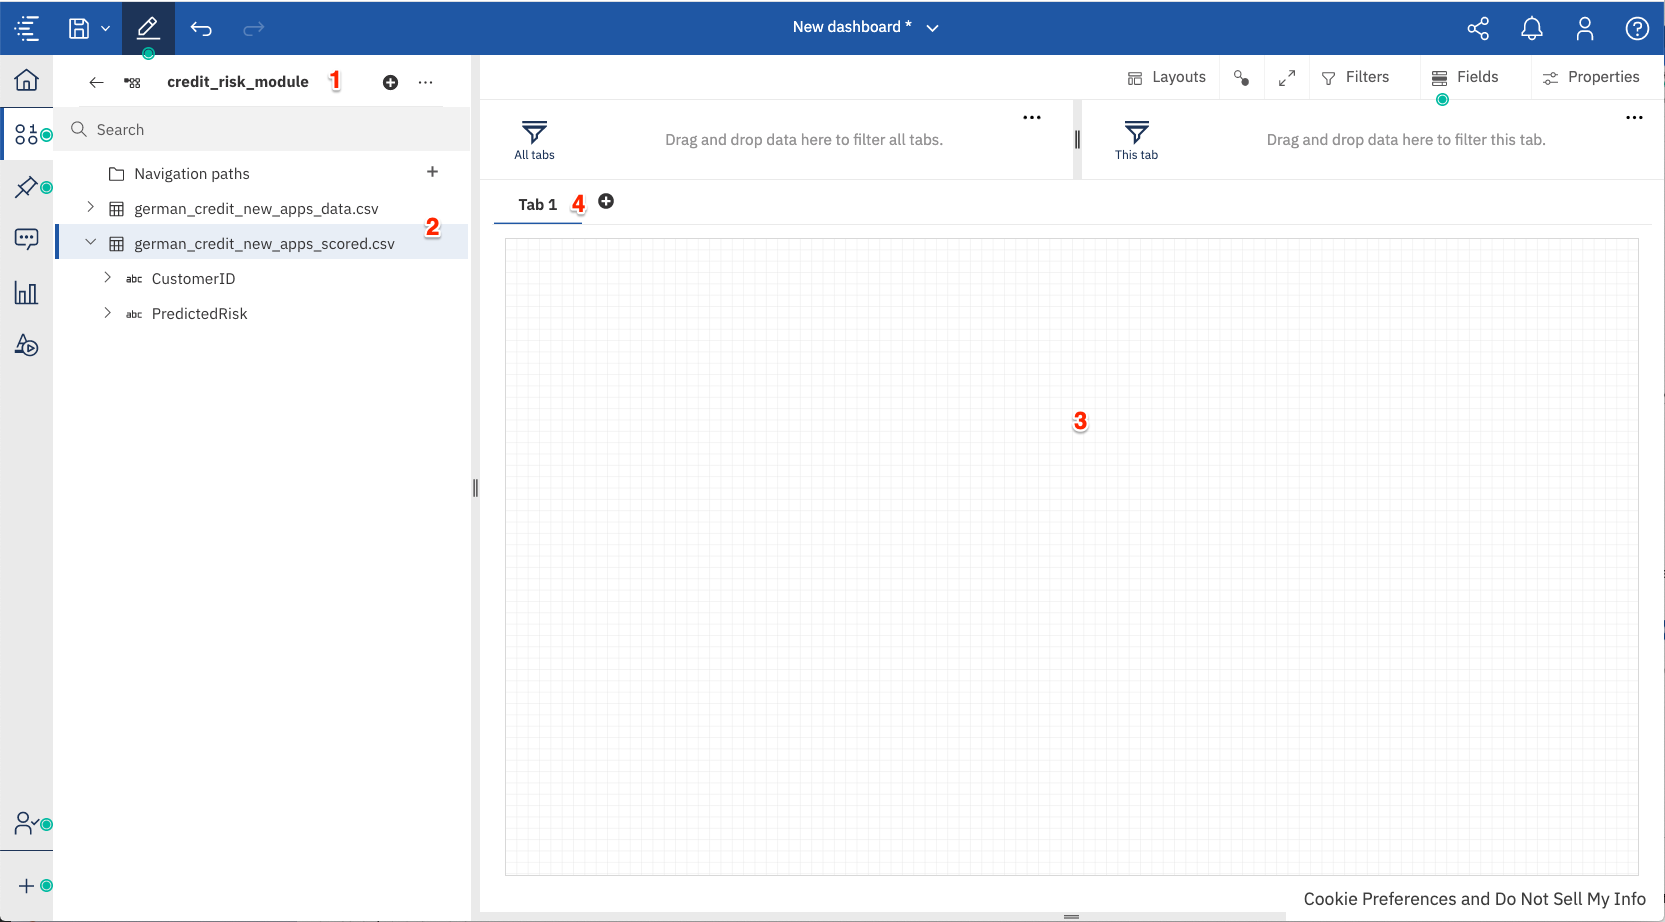 New dashboard *
credit_risk_module 1
Layouts
Filters
Fields
Properties
Search
All tabs
Drag and drop data here to filter all tabs.
This tab
Drag and drop data here to filter this tab.
Navigation paths
german_credit_new_apps_data.csv
Tab 1 4
2
german_credit_new_apps_scored.csv
abc CustomerID
abc PredictedRisk
3
Cookie Preferences and Do Not Sell My Info